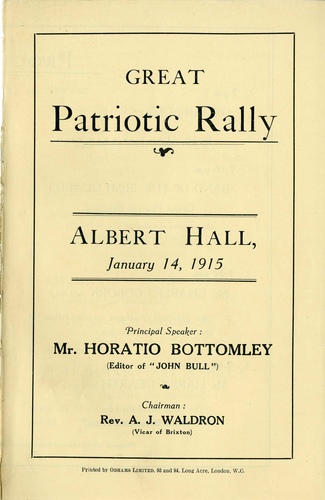 GREAT
Patriotic Rally
ALBERT HALL,
January 14, 1915
Principal Speaker :
Mr. HORATIO BOTTOMLEY
(Editor of "JOHN BULL")
Chairman :
Rev. A. J. WALDRON
(Vicar of Brixton)
Printed by ODHAMS LIMITED, 93 and 94, Long Acre, London, W.C.